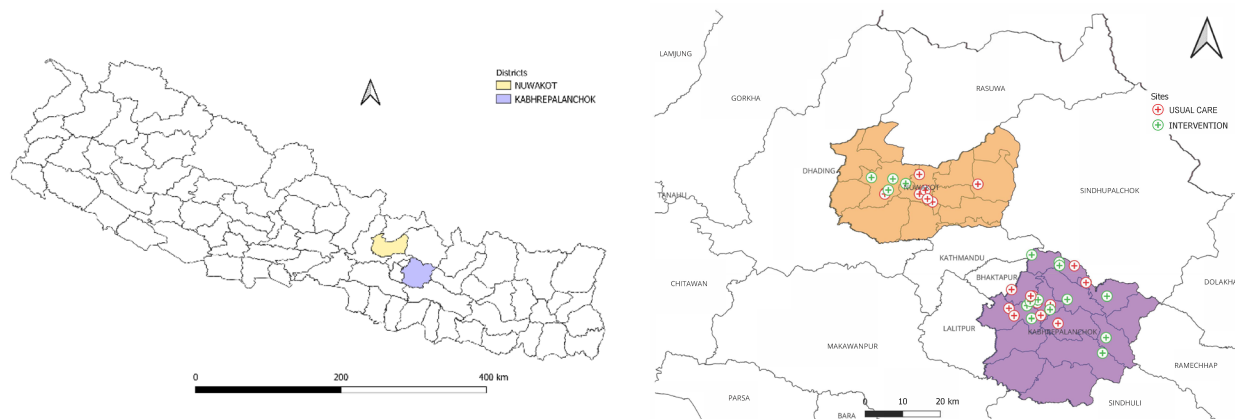 Districts
NUWAKOT
KABHREPALANCHOK
0 200 400 km
LAMJUNG
GORKHA
RASUWA
Sites
USUAL CARE
INTERVENTION
DHADING
NUWAKOT
TANAHU
SINDHUPALCHOK
KATHMANDU
BHAKTAPUR
CHITAWAN
DOLAKHA
LALITPUR
KABHREPALANCHOK
MAKAWANPUR
RAMECHHAP
PARSA
BARA
0 10 20 km
SINDHULI